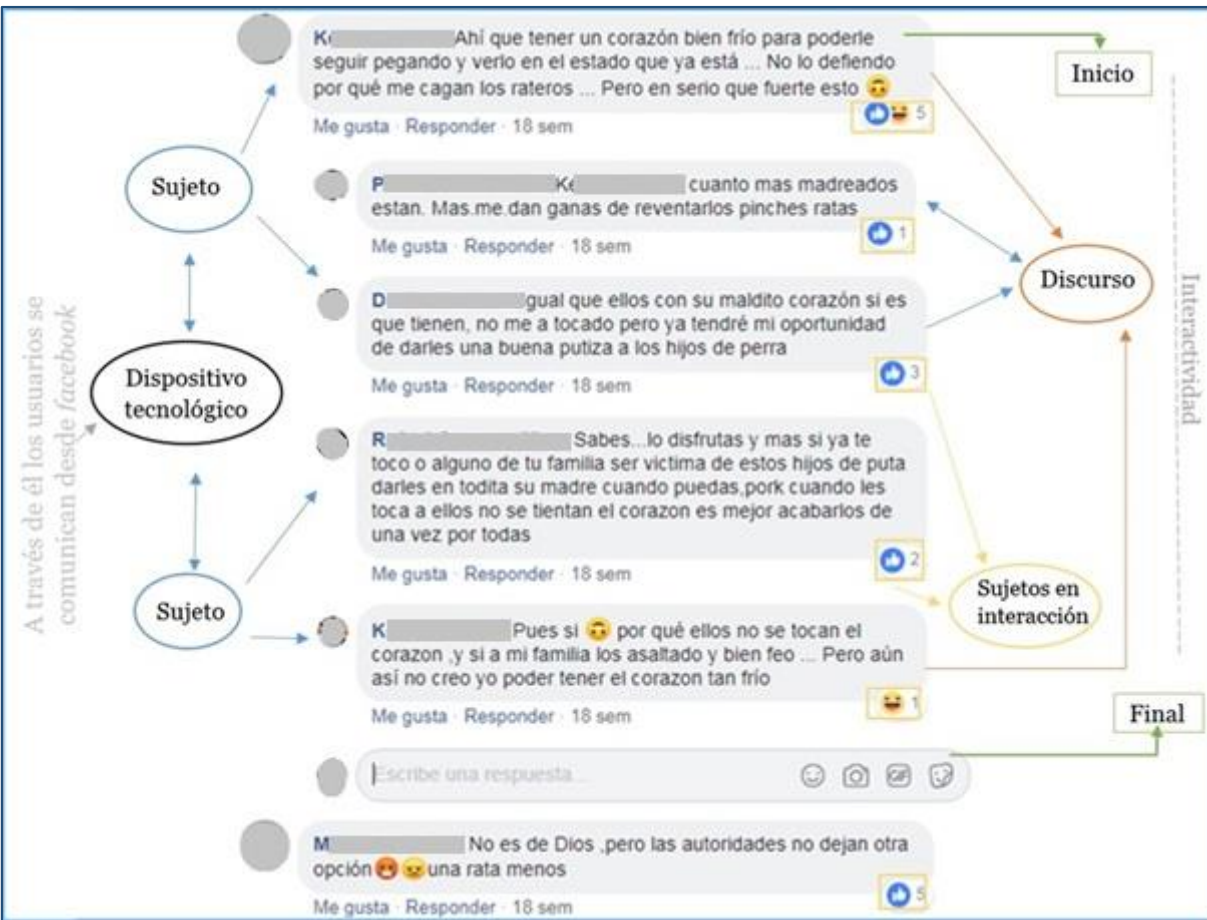 K Ahí que tener un corazón bien frío para poderle
seguir pegando y verlo en el estado que ya está ... No lo defiendo
por qué me cagan los rateros ... Pero en serio que fuerte esto 🙃
5
Me gusta · Responder · 18 sem
Inicio
Sujeto
P K cuanto mas madreados
estan. Mas.me.dan ganas de reventarlos pinches ratas
1
Me gusta · Responder · 18 sem
Discurso
D gual que ellos con su maldito corazón si es
que tienen, no me a tocado pero ya tendré mi oportunidad
de darles una buena putiza a los hijos de perra
3
Me gusta · Responder · 18 sem
Interactividad
Dispositivo
tecnológico
A través de él los usuarios se
comunican desde facebook
R Sabes...lo disfrutas y mas si ya te
toco o alguno de tu familia ser victima de estos hijos de puta
darles en todita su madre cuando puedas,pork cuando les
toca a ellos no se tientan el corazon es mejor acabarlos de
una vez por todas
2
Me gusta · Responder · 18 sem
Sujeto
Sujetos en
interacción
K Pues si 🙃 por qué ellos no se tocan el
corazon ,y si a mi familia los asaltado y bien feo ... Pero aún
así no creo yo poder tener el corazon tan frío
1
Me gusta · Responder · 18 sem
Final
Escribe una respuesta...
GIF
M No es de Dios ,pero las autoridades no dejan otra
opción😡😠una rata menos
5
Me gusta · Responder · 18 sem